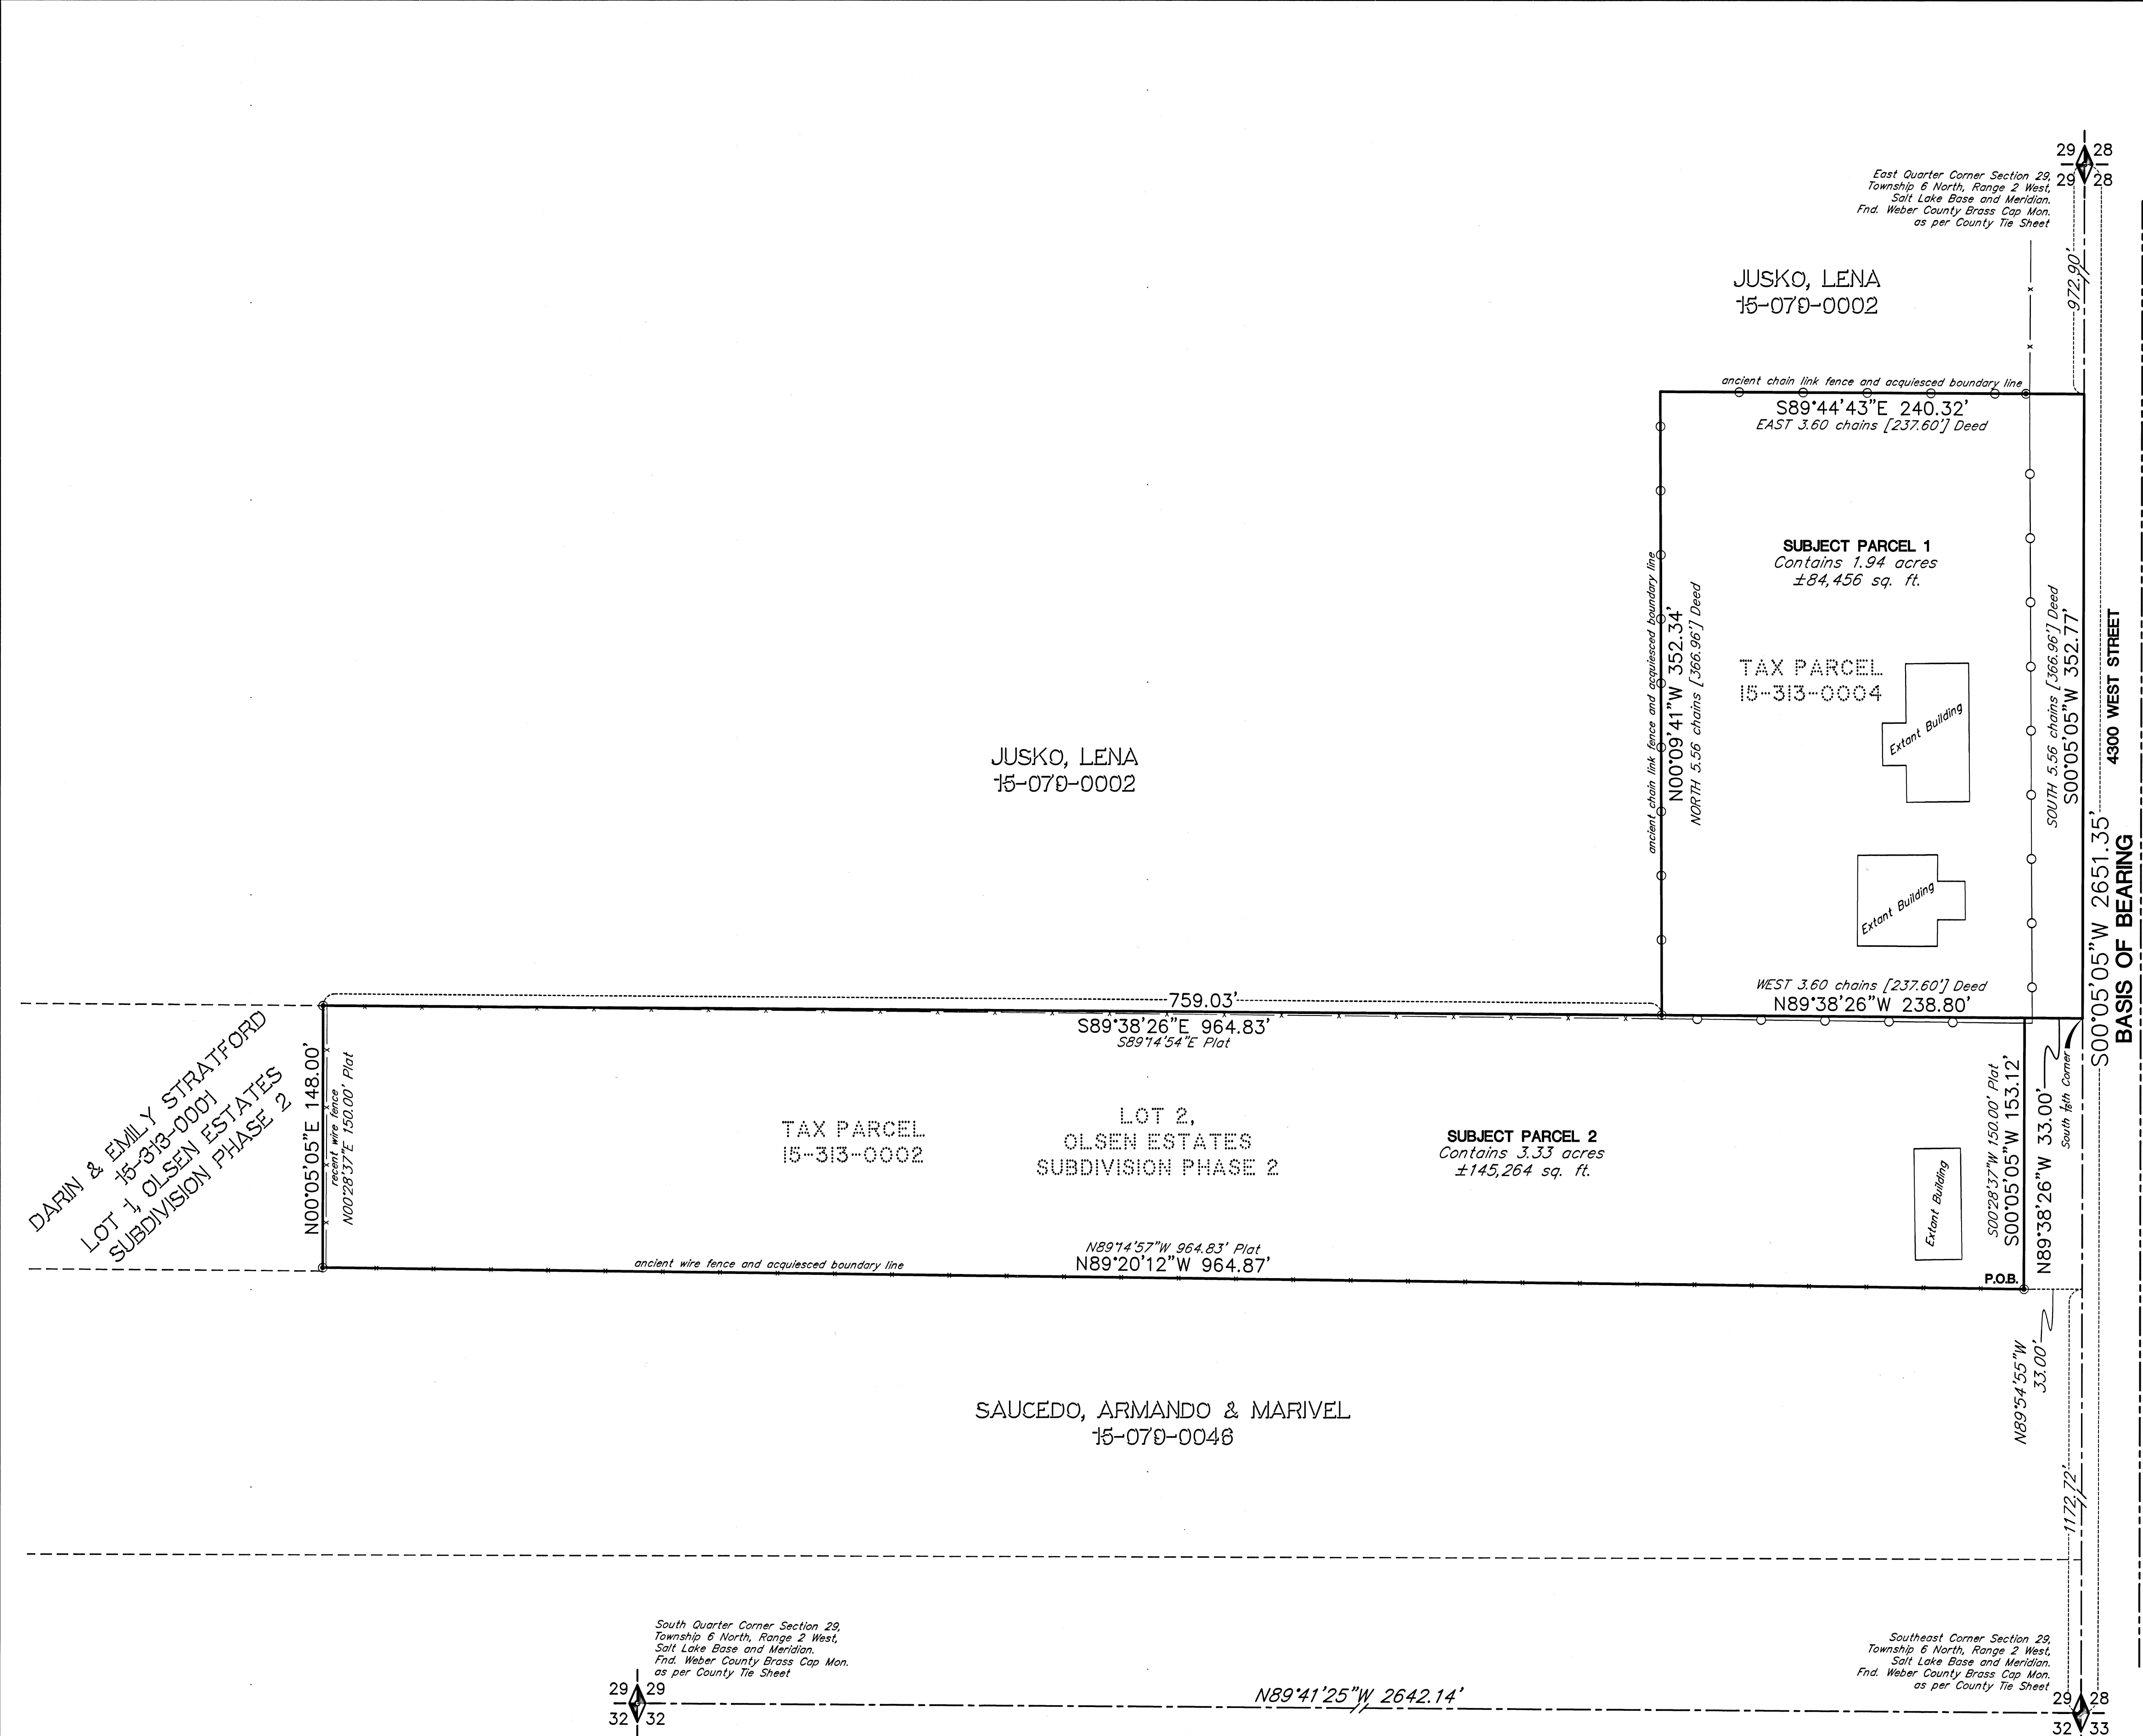 29 28
29 28
East Quarter Corner Section 29,
Township 6 North, Range 2 West,
Salt Lake Base and Meridian.
Fnd. Weber County Brass Cap Mon.
as per County Tie Sheet
972.90'
JUSKO, LENA
15-079-0002
ancient chain link fence and acquiesced boundary line
S89°44'43"E 240.32'
EAST 3.60 chains [237.60'] Deed
SUBJECT PARCEL 1
Contains 1.94 acres
±84,456 sq. ft.
TAX PARCEL
15-313-0004
Extant Building
Extant Building
ancient chain link fence and acquiesced boundary line
N00°09'41"W 352.34'
NORTH 5.56 chains [366.96'] Deed
SOUTH 5.56 chains [366.96'] Deed
S00°05'05"W 352.77'
4300 WEST STREET
S00°05'05"W 2651.35'
BASIS OF BEARING
WEST 3.60 chains [237.60'] Deed
N89°38'26"W 238.80'
JUSKO, LENA
15-079-0002
759.03'
S89°38'26"E 964.83'
S89°14'54"E Plat
DARIN & EMILY STRATFORD
15-313-0001
LOT 1, OLSEN ESTATES
SUBDIVISION PHASE 2
N00°05'05"E 148.00'
recent wire fence
N00°28'37"E 150.00' Plat
TAX PARCEL
15-313-0002
LOT 2,
OLSEN ESTATES
SUBDIVISION PHASE 2
SUBJECT PARCEL 2
Contains 3.33 acres
±145,264 sq. ft.
Extant Building
S00°28'37"W 150.00' Plat
S00°05'05"W 153.12'
N89°38'26"W 33.00'
South 1/16th Corner
N89°14'57"W 964.83' Plat
N89°20'12"W 964.87'
ancient wire fence and acquiesced boundary line
P.O.B.
N89°54'55"W
33.00'
SAUCEDO, ARMANDO & MARIVEL
15-079-0046
1172.72'
South Quarter Corner Section 29,
Township 6 North, Range 2 West,
Salt Lake Base and Meridian.
Fnd. Weber County Brass Cap Mon.
as per County Tie Sheet
29 29
32 32
N89°41'25"W 2642.14'
Southeast Corner Section 29,
Township 6 North, Range 2 West,
Salt Lake Base and Meridian.
Fnd. Weber County Brass Cap Mon.
as per County Tie Sheet
29 28
32 33